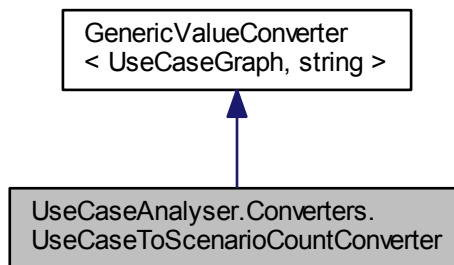 GenericValueConverter
< UseCaseGraph, string >
UseCaseAnalyser.Converters.
UseCaseToScenarioCountConverter